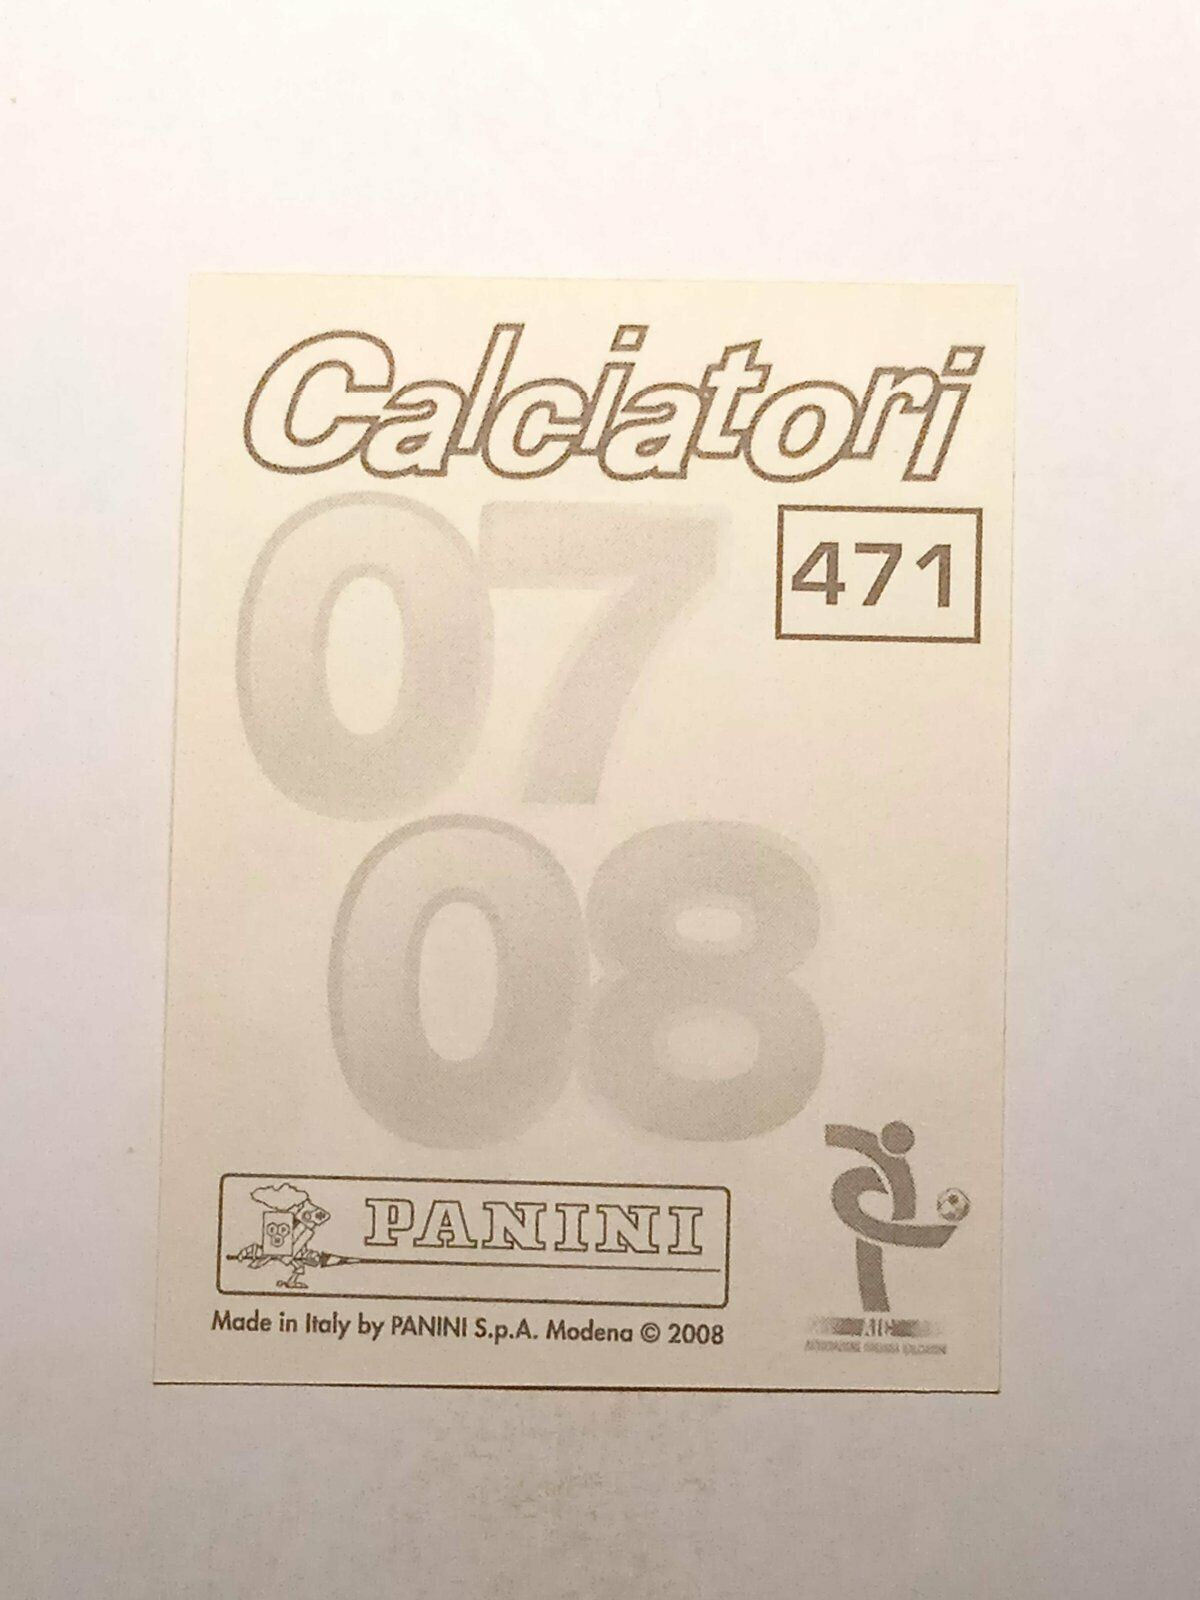 Calciatori
07
471
08
PANINI
Made in Italy by PANINI S.p.A. Modena © 2008